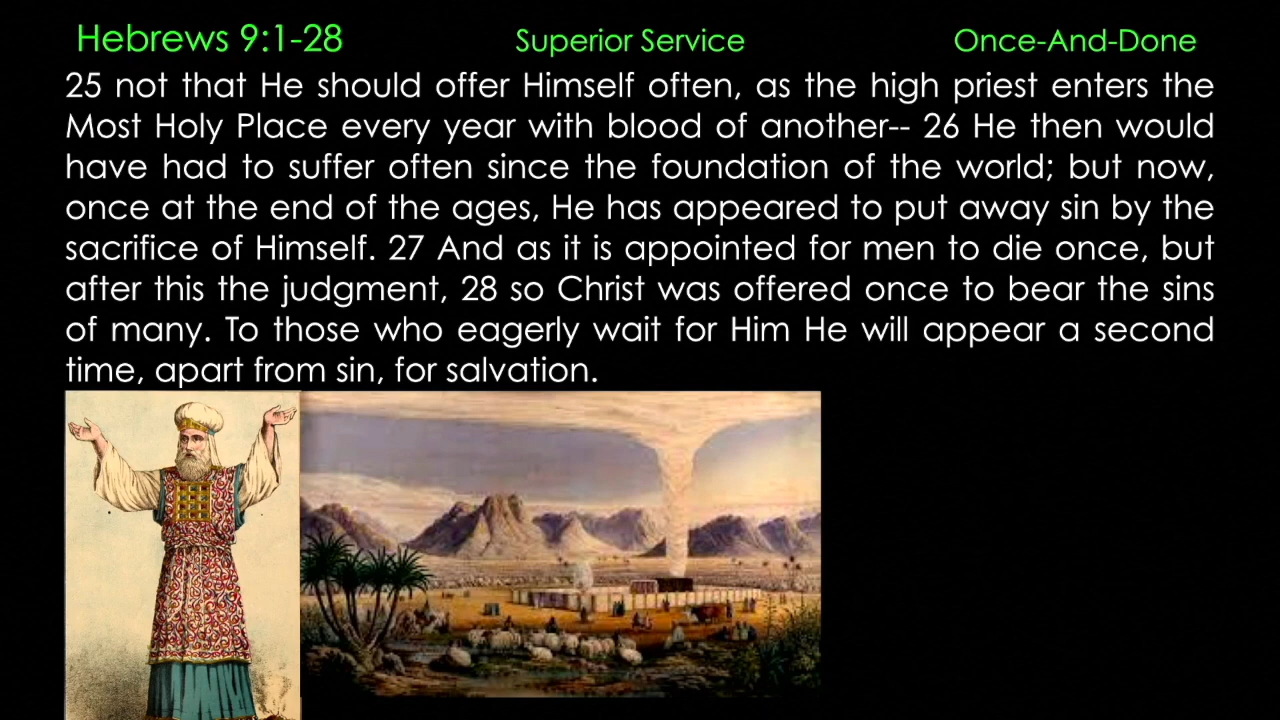 Hebrews 9:1-28 Superior Service Once-And-Done
25 not that He should offer Himself often, as the high priest enters the
Most Holy Place every year with blood of another-- 26 He then would
have had to suffer often since the foundation of the world; but now,
once at the end of the ages, He has appeared to put away sin by the
sacrifice of Himself. 27 And as it is appointed for men to die once, but
after this the judgment, 28 so Christ was offered once to bear the sins
of many. To those who eagerly wait for Him He will appear a second
time, apart from sin, for salvation.